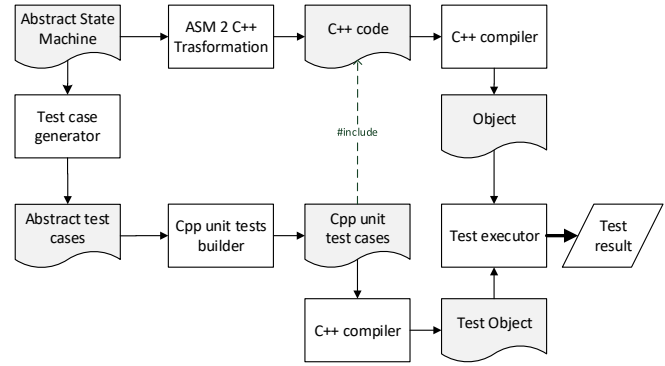 Abstract State
Machine
ASM 2 C++
Trasformation
C++ code
C++ compiler
Test case
generator
Object
#include
Abstract test
cases
Cpp unit tests
builder
Cpp unit
test cases
Test executor
Test
result
C++ compiler
Test Object